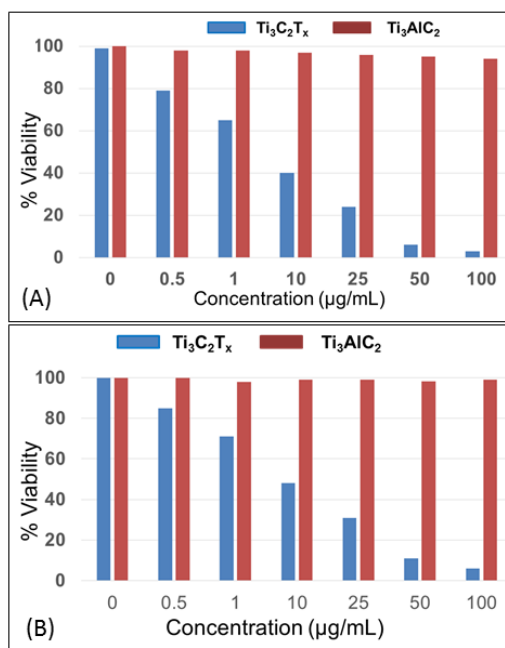 Ti₃C₂Tₓ Ti₃AlC₂
100
80
60
40
20
0
% Viability
0 0.5 1 10 25 50 100
Concentration (µg/mL)
(A)
Ti₃C₂Tₓ Ti₃AlC₂
100
80
60
40
20
0
% Viability
0 0.5 1 10 25 50 100
Concentration (µg/mL)
(B)